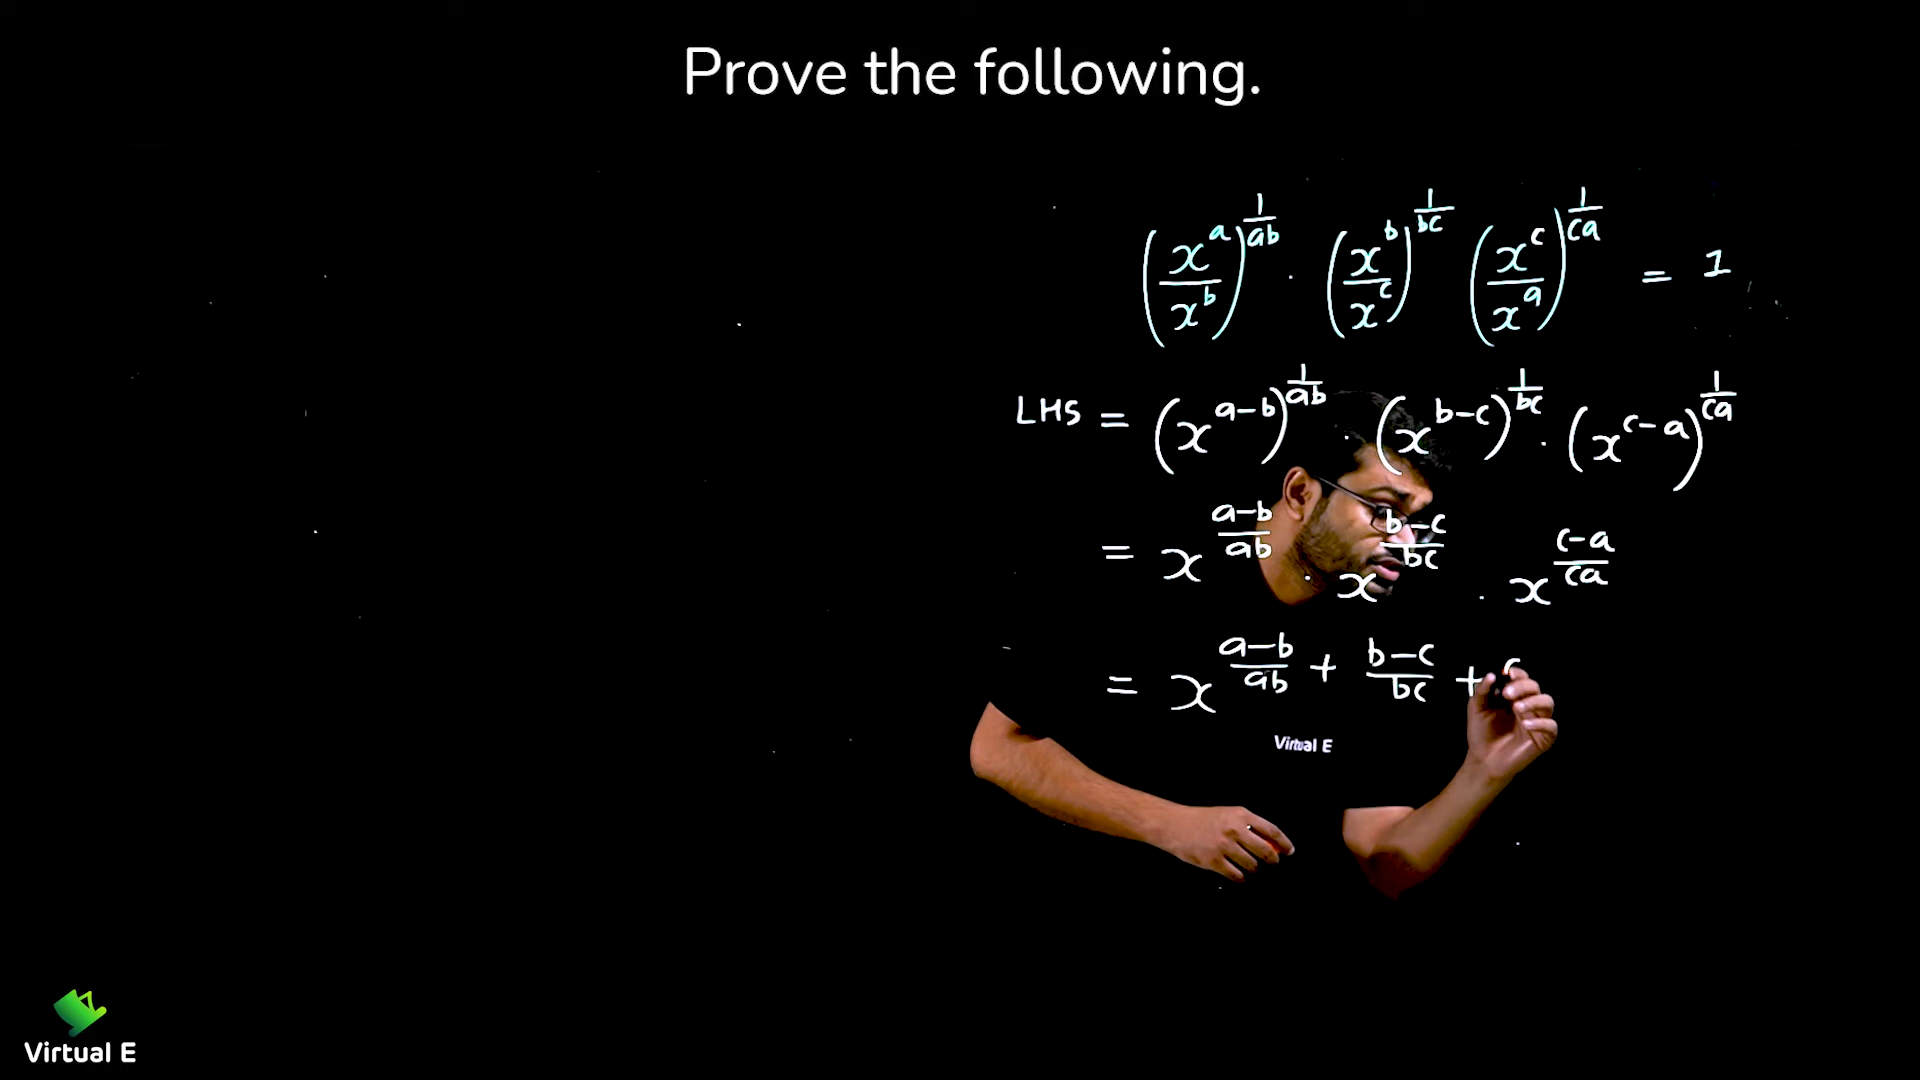 Prove the following.
(x^a/x^b)^(1/ab) · (x^b/x^c)^(1/bc) (x^c/x^a)^(1/ca) = 1
LHS = (x^(a-b))^(1/ab) · (x^(b-c))^(1/bc) · (x^(c-a))^(1/ca)
= x^((a-b)/ab) · x^((b-c)/bc) · x^((c-a)/ca)
= x^((a-b)/ab + (b-c)/bc +
Virtual E
Virtual E